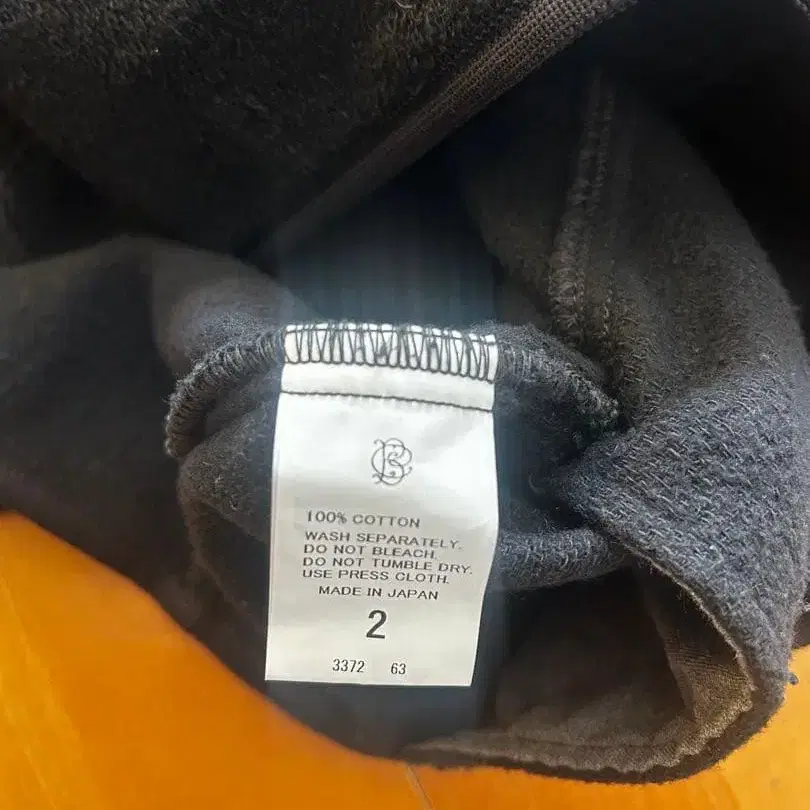 100% COTTON
WASH SEPARATELY.
DO NOT BLEACH.
DO NOT TUMBLE DRY.
USE PRESS CLOTH.
MADE IN JAPAN
2
3372 63